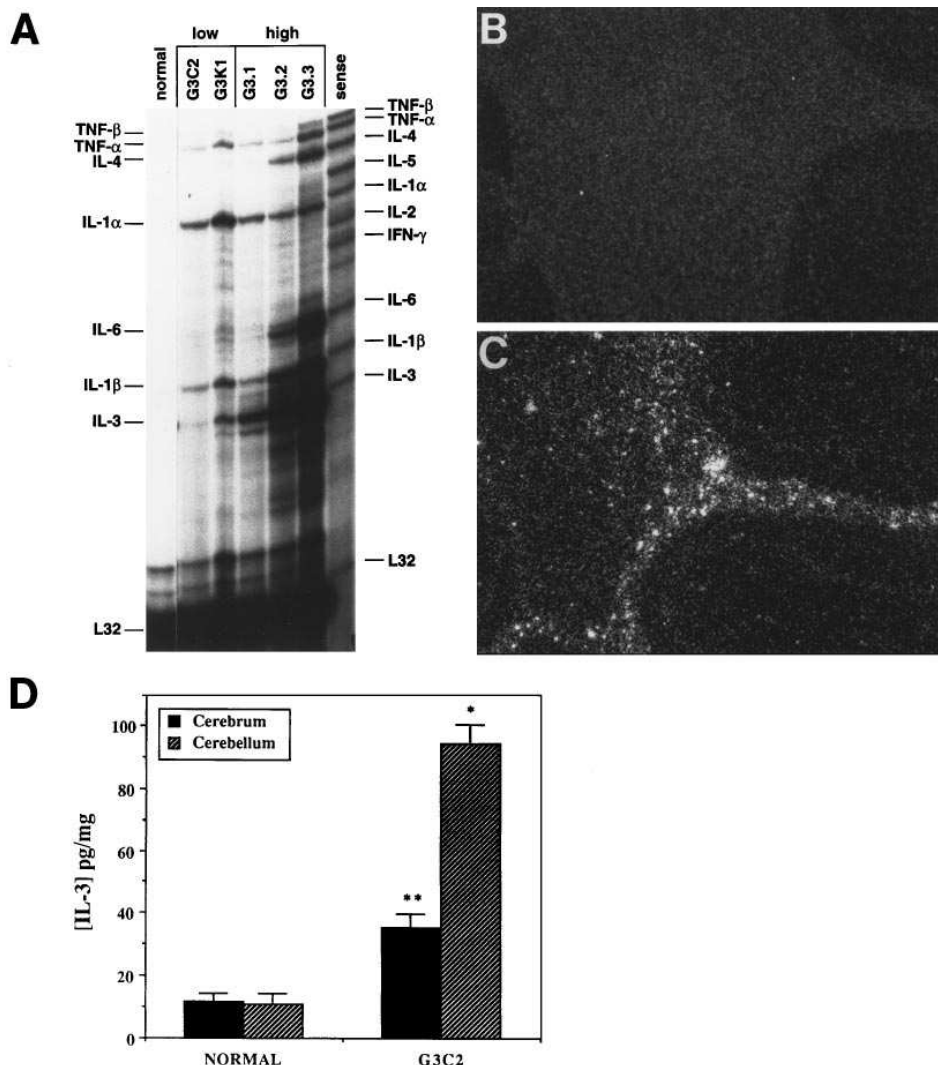 A
low high
normal G3C2 G3K1 G3.1 G3.2 G3.3 sense
TNF-β
TNF-α
IL-4
IL-1α
IL-6
IL-1β
IL-3
L32
TNF-β
TNF-α
IL-4
IL-5
IL-1α
IL-2
IFN-γ
IL-6
IL-1β
IL-3
L32
B
C
D
[IL-3] pg/mg
100
80
60
40
20
0
Cerebrum
Cerebellum
**
*
NORMAL G3C2